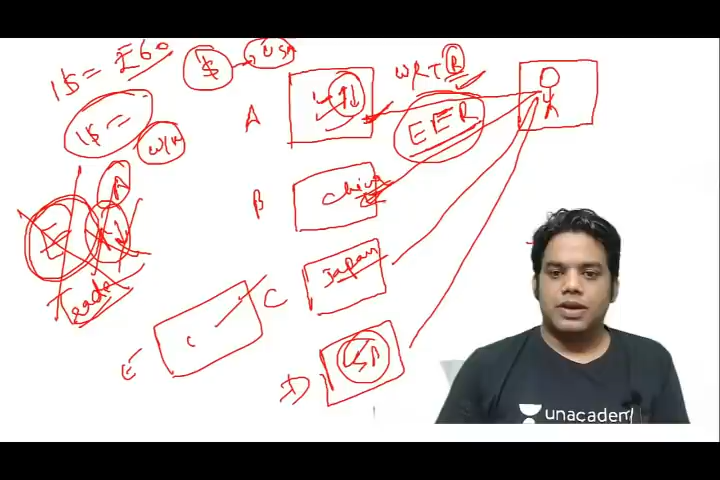 1$ = £60
$ USA
WRT B
A
EER
1$ =
W/H
A
B China
E ↑↓
Trade
C Japan
E
D USA
unacademy